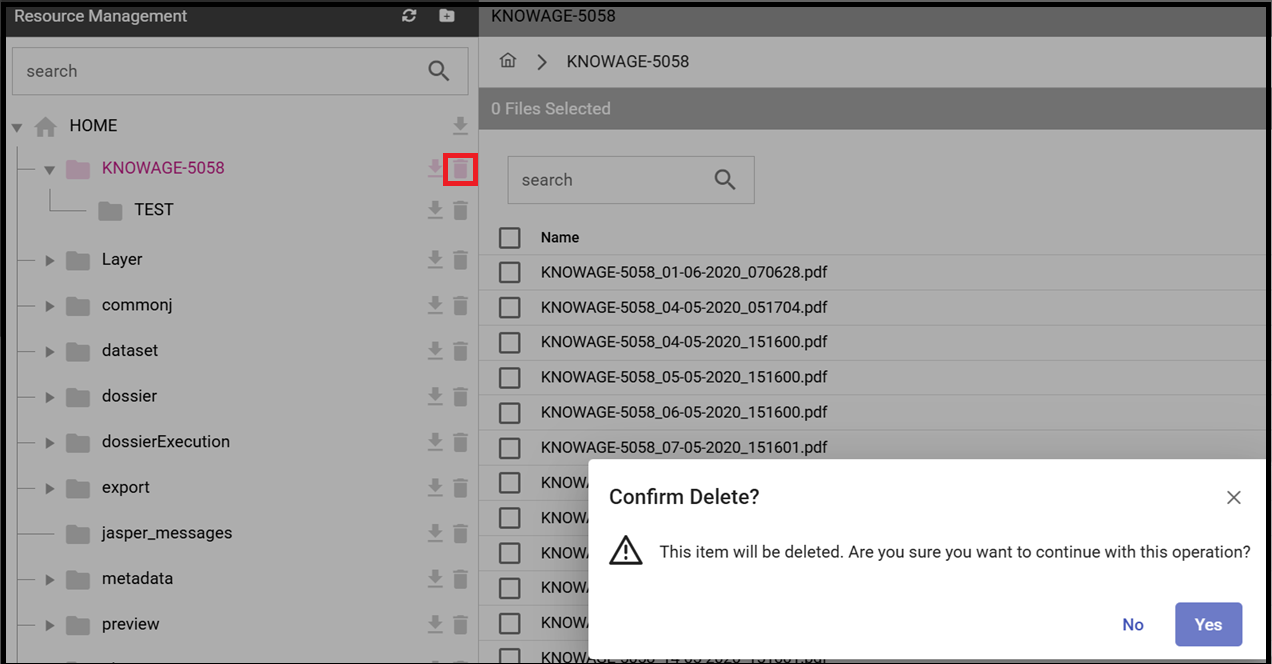 Resource Management
KNOWAGE-5058
search
KNOWAGE-5058
HOME
0 Files Selected
KNOWAGE-5058
search
TEST
Name
Layer
KNOWAGE-5058_01-06-2020_070628.pdf
commonj
KNOWAGE-5058_04-05-2020_051704.pdf
dataset
KNOWAGE-5058_04-05-2020_151600.pdf
KNOWAGE-5058_05-05-2020_151600.pdf
dossier
KNOWAGE-5058_06-05-2020_151600.pdf
dossierExecution
KNOWAGE-5058_07-05-2020_151601.pdf
export
KNOWA
Confirm Delete?
KNOWA
jasper_messages
KNOWA
This item will be deleted. Are you sure you want to continue with this operation?
metadata
KNOWA
preview
KNOWA
No
Yes